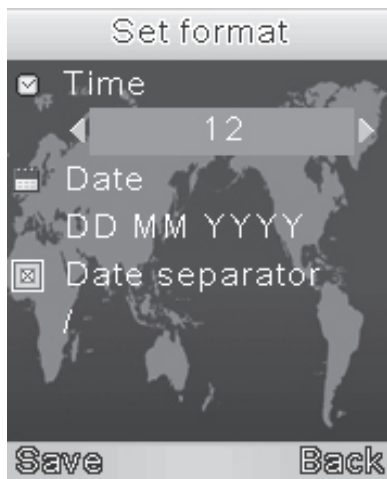 Set format
Time
12
Date
DD MM YYYY
Date separator
/
Save Back